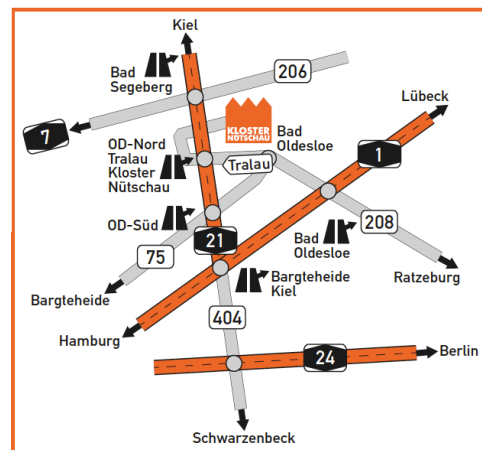 Kiel
Bad
Segeberg
206
7
Lübeck
KLOSTER
NÜTSCHAU
Bad
Oldesloe
1
OD-Nord
Tralau
Kloster
Nütschau
Tralau
OD-Süd
21
75
Bad
Oldesloe
208
Bargteheide
Bargteheide
Kiel
Ratzeburg
Hamburg
404
24
Berlin
Schwarzenbeck